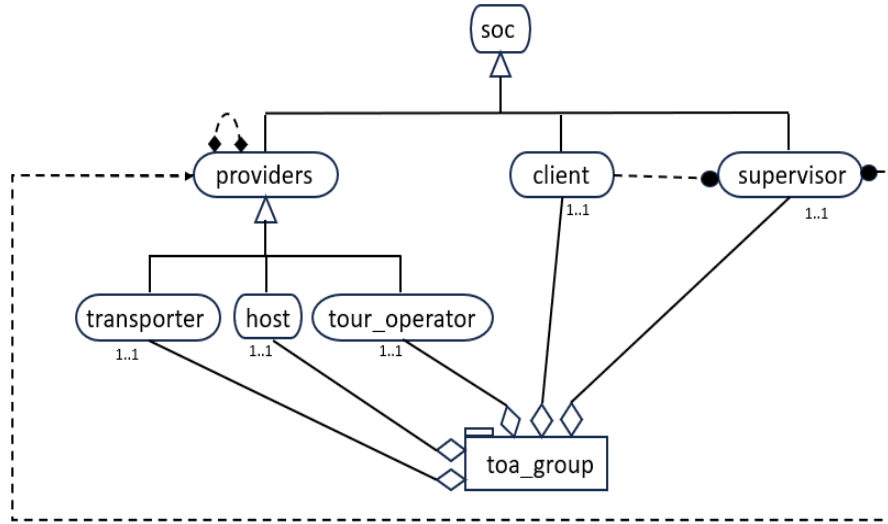 soc
providers
client
supervisor
1..1
1..1
transporter
host
tour_operator
1..1
1..1
1..1
toa_group